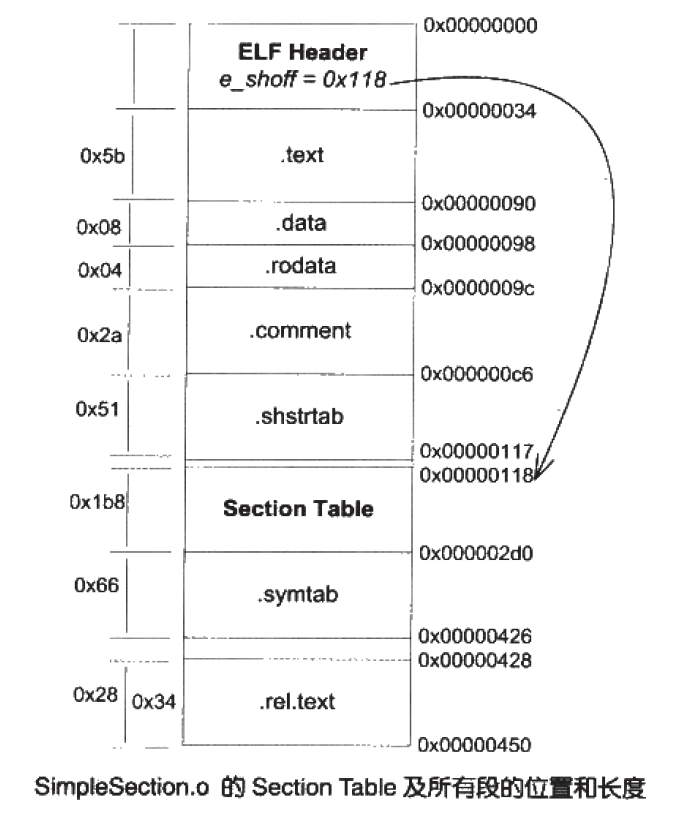 0x00000000
ELF Header
e_shoff = 0x118
0x00000034
0x5b
.text
0x00000090
0x08
.data
0x00000098
0x04
.rodata
0x0000009c
0x2a
.comment
0x000000c6
0x51
.shstrtab
0x00000117
0x00000118
0x1b8
Section Table
0x000002d0
0x66
.symtab
0x00000426
0x00000428
0x28
0x34
.rel.text
0x00000450
SimpleSection.o 的 Section Table 及所有段的位置和长度